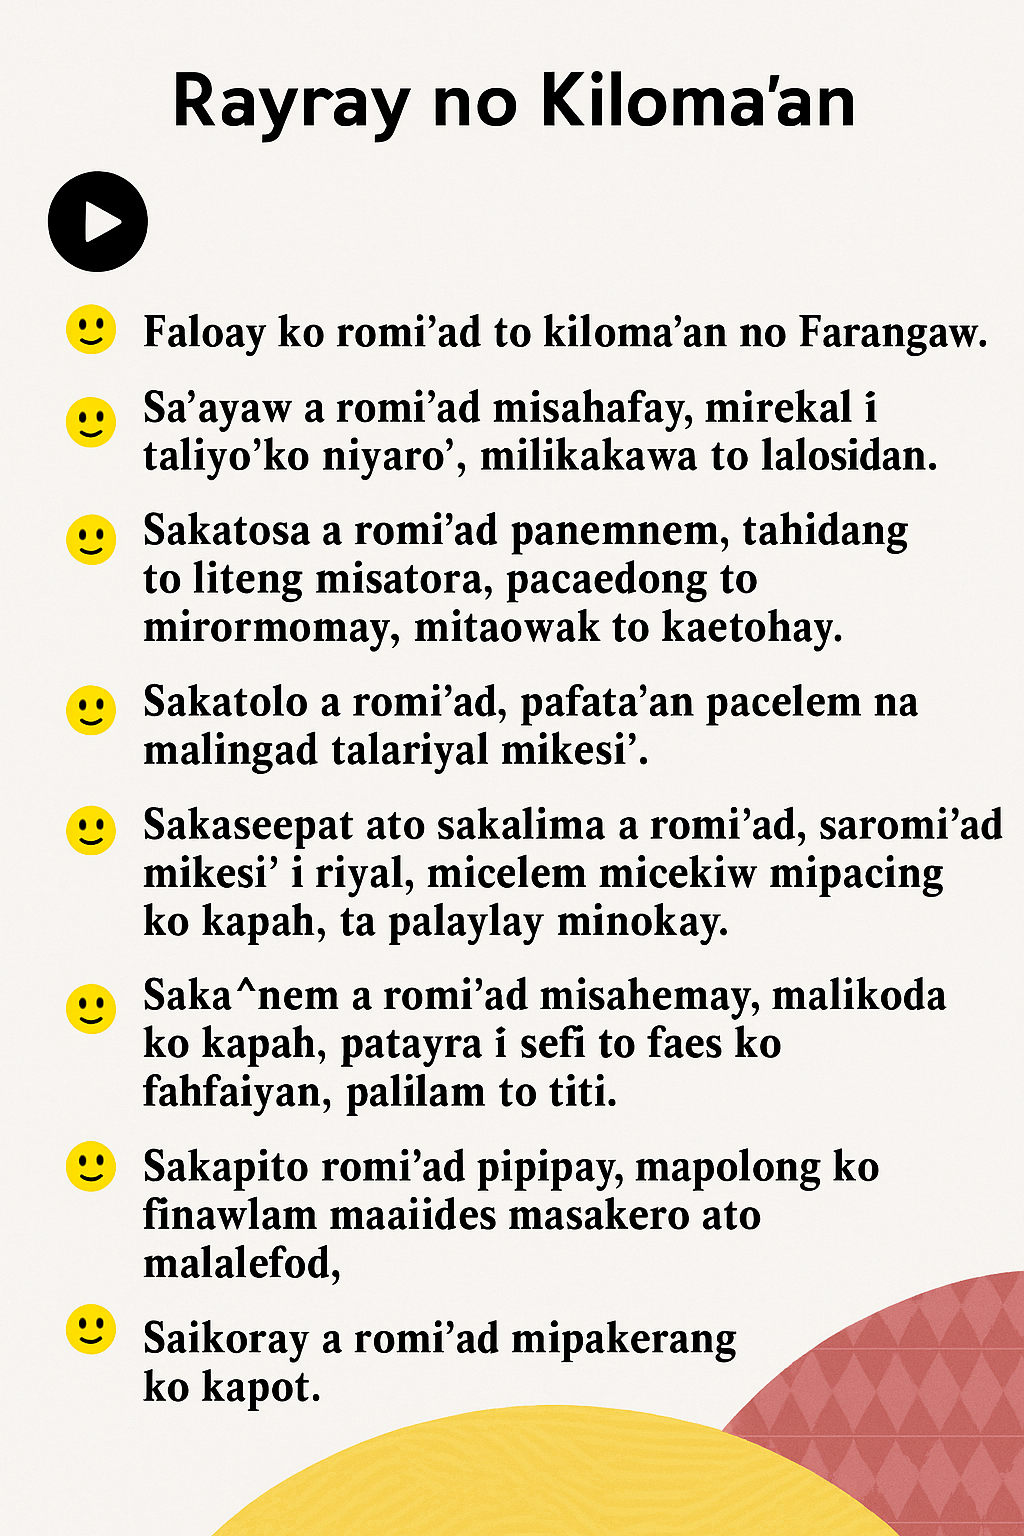 Rayray no Kiloma'an
Faloay ko romi’ad to kiloma’an no Farangaw.
Sa’ayaw a romi’ad misahafay, mirekal i
taliyo’ko niyaro’, milikakawa to lalosidan.
Sakatosa a romi’ad panemnem, tahidang
to liteng misatora, pacaedong to
mirormomay, mitaowak to kaetohay.
Sakatolo a romi’ad, pafata’an pacelem na
malingad talariyal mikesi’.
Sakaseepat ato sakalima a romi’ad, saromi’ad
mikesi’ i riyal, micelem micekiw mipacing
ko kapah, ta palaylay minokay.
Saka^nem a romi’ad misahemay, malikoda
ko kapah, patayra i sefi to faes ko
fahfaiyan, palilam to titi.
Sakapito romi’ad pipipay, mapolong ko
finawlam maaiides masakero ato
malalefod,
Saikoray a romi’ad mipakerang
ko kapot.